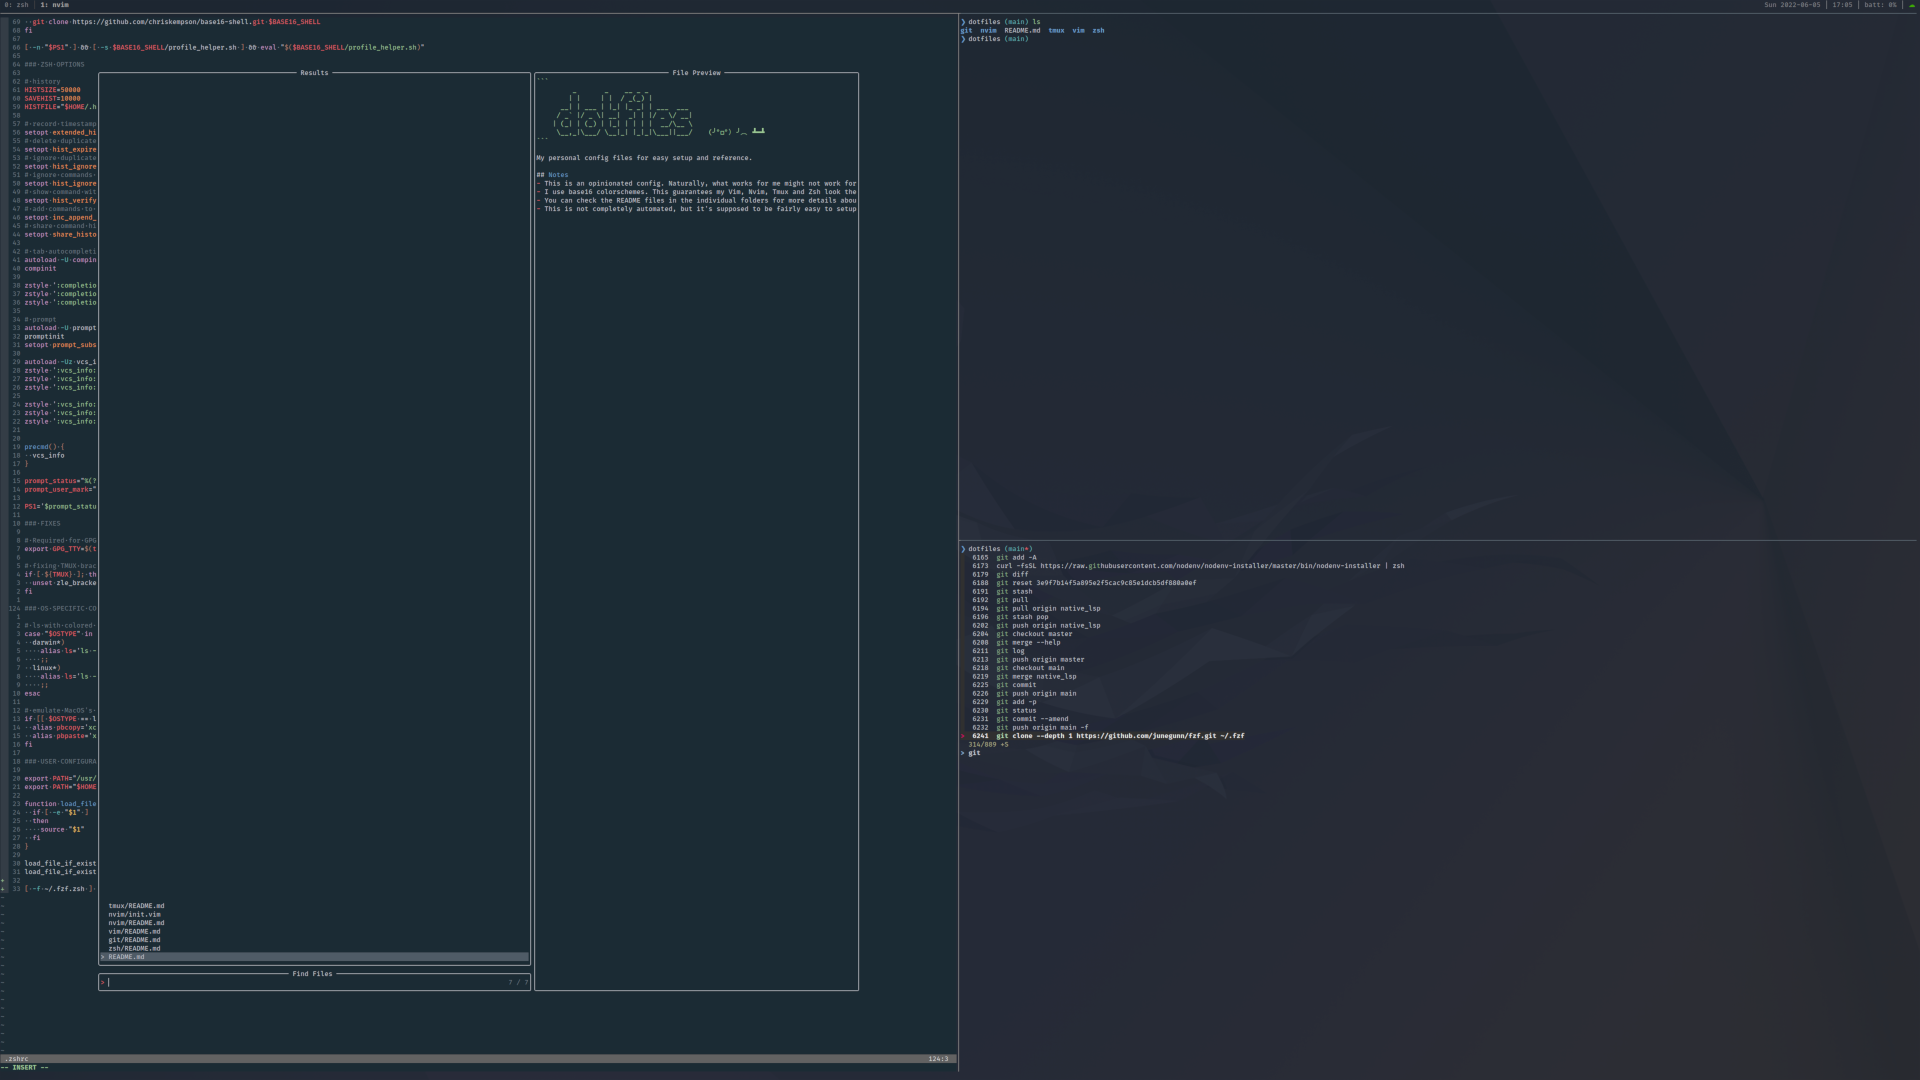 0: zsh │ 1: nvim
Sun 2022-06-05 │ 17:05 │ batt: 0% │
69 --git·clone·https://github.com/chriskempson/base16-shell.git·$BASE16_SHELL
68 fi
67
66 [·-n·"$PS1"·]·&&·[·-s·$BASE16_SHELL/profile_helper.sh·]·&&·eval·"$($BASE16_SHELL/profile_helper.sh)"
65
64 ###·ZSH·OPTIONS
63
62 #·history
61 HISTSIZE=50000
60 SAVEHIST=10000
59 HISTFILE="$HOME/.h
58
57 #·record·timestamp
56 setopt·extended_hi
55 #·delete·duplicate
54 setopt·hist_expire
53 #·ignore·duplicate
52 setopt·hist_ignore
51 #·ignore·commands·
50 setopt·hist_ignore
49 #·show·command·wit
48 setopt·hist_verify
47 #·add·commands·to·
46 setopt·inc_append_
45 #·share·command·hi
44 setopt·share_histo
43
42 #·tab·autocompleti
41 autoload·-U·compin
40 compinit
39
38 zstyle·':completio
37 zstyle·':completio
36 zstyle·':completio
35
34 #·prompt
33 autoload·-U·prompt
32 promptinit
31 setopt·prompt_subs
30
29 autoload·-Uz·vcs_i
28 zstyle·':vcs_info:
27 zstyle·':vcs_info:
26 zstyle·':vcs_info:
25
24 zstyle·':vcs_info:
23 zstyle·':vcs_info:
22 zstyle·':vcs_info:
21
20
19 precmd()·{
18 --vcs_info
17 }
16
15 prompt_status="%(?
14 prompt_user_mark="
13
12 PS1='$prompt_statu
11
10 ###·FIXES
9
8 #·Required·for·GPG
7 export·GPG_TTY=$(t
6
5 #·fixing·TMUX·brac
4 if·[·${TMUX}·];·th
3 --unset·zle_bracke
2 fi
1
124 ###·OS-SPECIFIC·CO
1
2 #·ls·with·colored·
3 case·"$OSTYPE"·in
4 --darwin*)
5 ----alias·ls='ls·-
6 ----;;
7 --linux*)
8 ----alias·ls='ls·-
9 ----;;
10 esac
11
12 #·emulate·MacOS's·
13 if·[[·$OSTYPE·==·l
14 --alias·pbcopy='xc
15 --alias·pbpaste='x
16 fi
17
18 ###·USER·CONFIGURA
19
20 export·PATH="/usr/
21 export·PATH="$HOME
22
23 function·load_file
24 --if·[·-e·"$1"·]
25 --then
26 ----source·"$1"
27 --fi
28 }
29
30 load_file_if_exist
31 load_file_if_exist
32
33 [·-f·~/.fzf.zsh·]·
Results
tmux/README.md
nvim/init.vim
nvim/README.md
vim/README.md
git/README.md
zsh/README.md
> README.md
Find Files
> ? / ?
File Preview
```
dotfiles (╯°□°) ╯︵ ┻━┻
```
My personal config files for easy setup and reference.
## Notes
- This is an opinionated config. Naturally, what works for me might not work for
- I use base16 colorschemes. This guarantees my Vim, Nvim, Tmux and Zsh look the
- You can check the README files in the individual folders for more details abou
- This is not completely automated, but it's supposed to be fairly easy to setup
.zshrc 124:3
-- INSERT --
❯ dotfiles (main) ls
git nvim README.md tmux vim zsh
❯ dotfiles (main)
❯ dotfiles (main+)
6165 git add -A
6173 curl -fsSL https://raw.githubusercontent.com/nodenv/nodenv-installer/master/bin/nodenv-installer | zsh
6179 git diff
6188 git reset 3e9f7b14f5a895e2f5cac9c85e1dcb5df880a0ef
6191 git stash
6192 git pull
6194 git pull origin native_lsp
6196 git stash pop
6202 git push origin native_lsp
6204 git checkout master
6208 git merge --help
6211 git log
6213 git push origin master
6218 git checkout main
6219 git merge native_lsp
6225 git commit
6226 git push origin main
6229 git add -p
6230 git status
6231 git commit --amend
6232 git push origin main -f
> 6241 git clone --depth 1 https://github.com/junegunn/fzf.git ~/.fzf
314/889 +S
> git